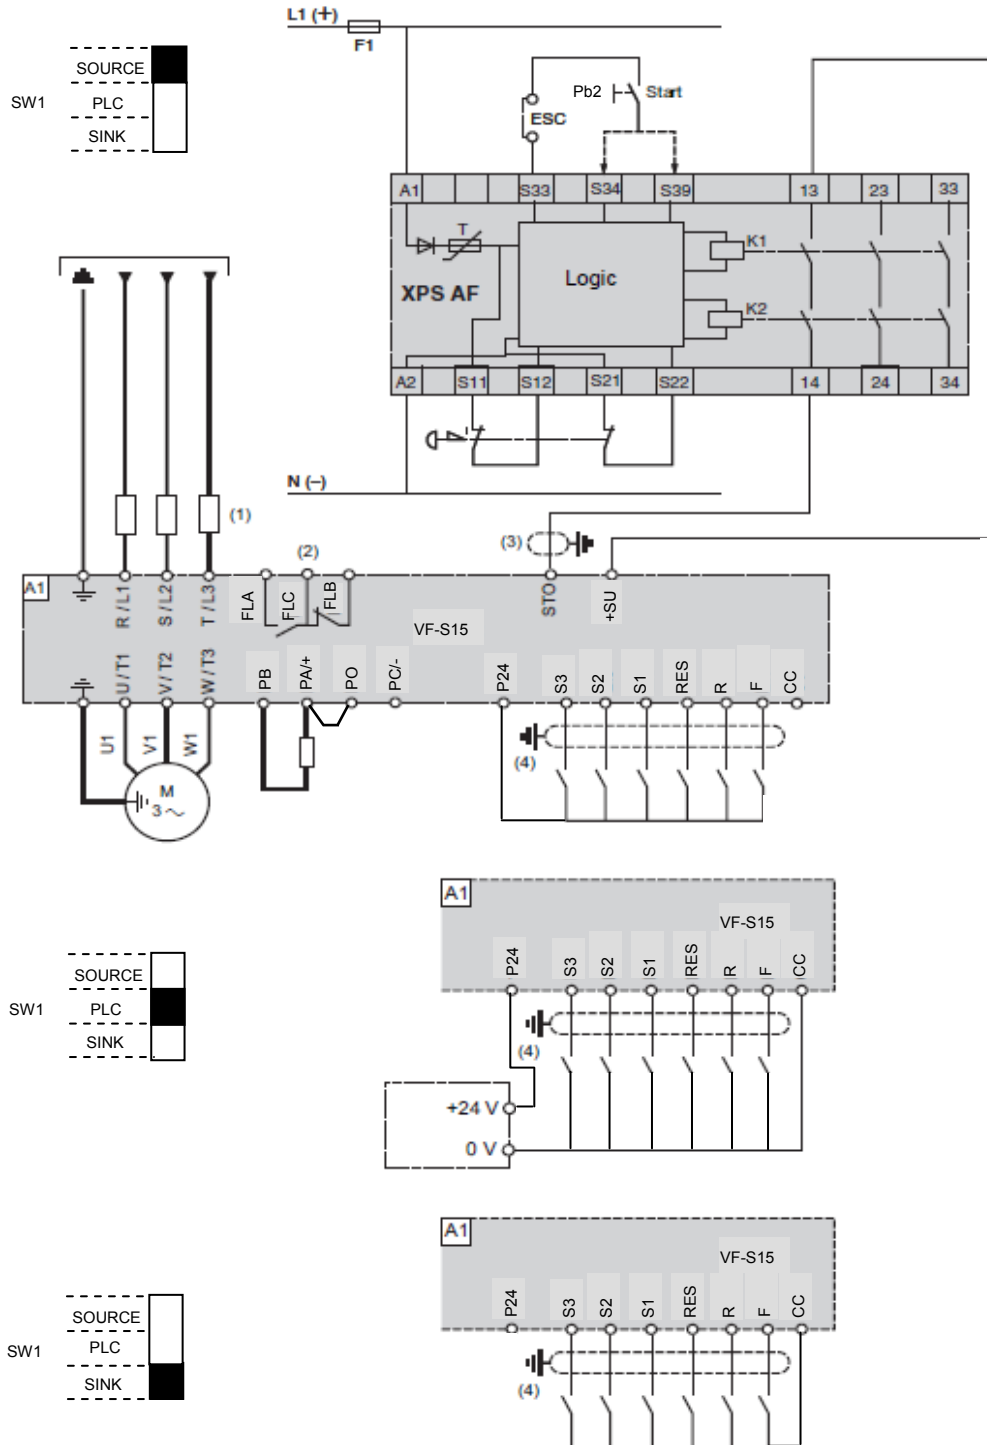 L1 (+)
F1
SOURCE
SW1
PLC
SINK
Pb2
Start
ESC
A1 S33 S34 S39 13 23 33
T
K1
Logic
XPS AF
K2
A2 S11 S12 S21 S22 14 24 34
N (–)
(1)
(2)
(3)
A1
R / L1
S / L2
T / L3
FLA
FLC
FLB
STO
+SU
VF-S15
U / T1
V / T2
W / T3
PB
PA/+
PO
PC/-
P24
S3
S2
S1
RES
R
F
CC
U1
V1
W1
M
3 ~
(4)
A1
VF-S15
P24
S3
S2
S1
RES
R
F
CC
SOURCE
SW1
PLC
SINK
(4)
+24 V
0 V
A1
VF-S15
P24
S3
S2
S1
RES
R
F
CC
SOURCE
SW1
PLC
SINK
(4)